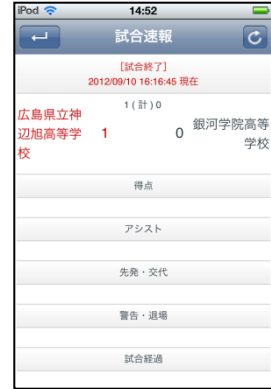 iPod 14:52
試合速報
[試合終了]
2012/09/10 16:16:45 現在
1(計)0
広島県立神
辺旭高等学
校
1
0
銀河学院高等
学校
得点
アシスト
先発・交代
警告・退場
試合経過